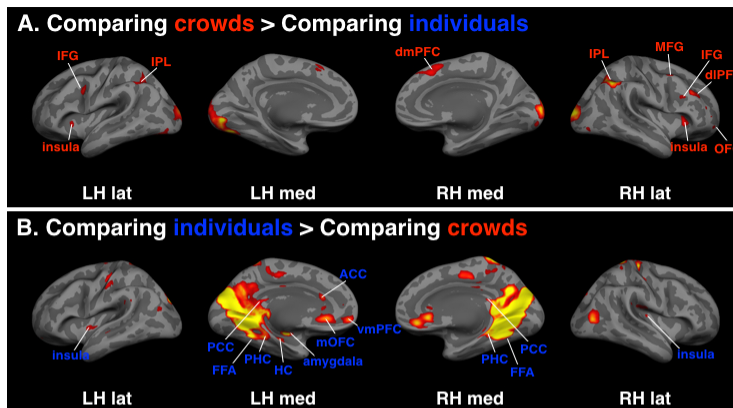 A. Comparing crowds > Comparing individuals
IFG
IPL
insula
dmPFC
IPL
MFG
IFG
dlPF
insula
OF
LH lat
LH med
RH med
RH lat
B. Comparing individuals > Comparing crowds
insula
ACC
PCC
FFA
PHC
HC
mOFC
amygdala
vmPFC
PHC
PCC
FFA
insula
LH lat
LH med
RH med
RH lat